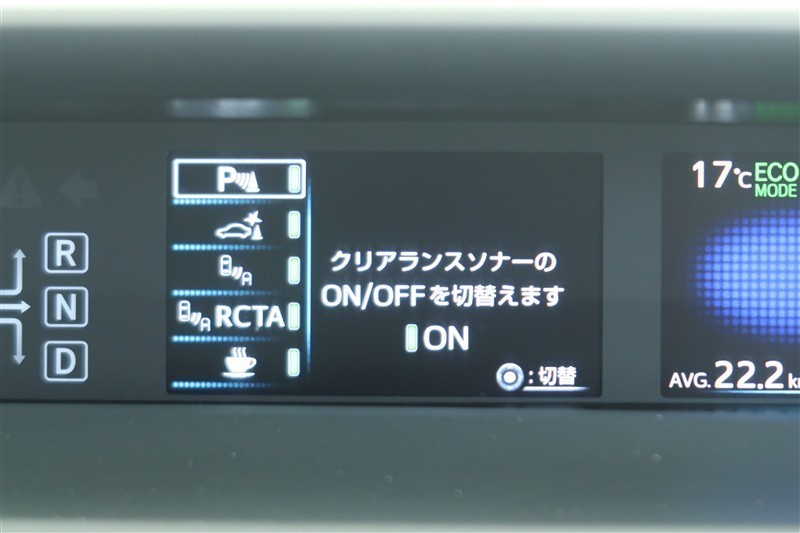 P
RCTA
クリアランスソナーの
ON/OFFを切替えます
ON
:切替
R
N
D
17℃
ECO
MODE
AVG. 22.2